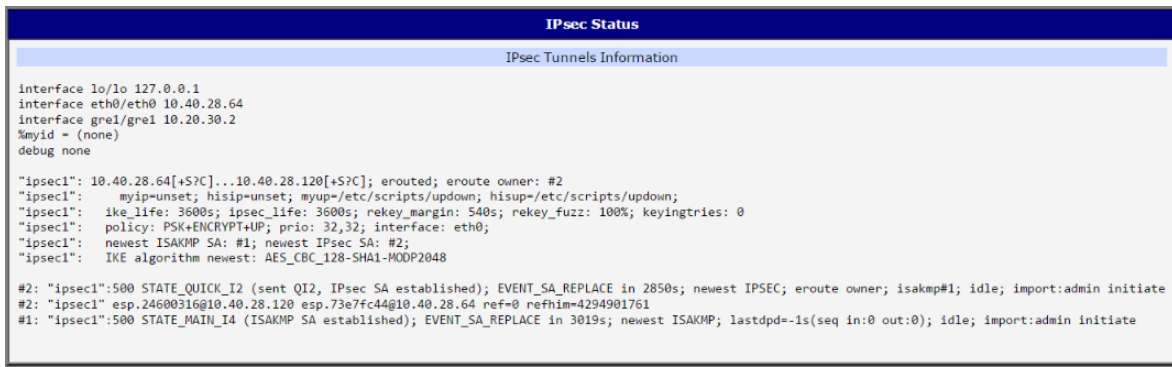 IPsec Status
IPsec Tunnels Information
interface lo/lo 127.0.0.1
interface eth0/eth0 10.40.28.64
interface gre1/gre1 10.20.30.2
%myid = (none)
debug none
"ipsec1": 10.40.28.64[+S?C]...10.40.28.120[+S?C]; erouted; eroute owner: #2
"ipsec1":     myip=unset; hisip=unset; myup=/etc/scripts/updown; hisup=/etc/scripts/updown;
"ipsec1":   ike_life: 3600s; ipsec_life: 3600s; rekey_margin: 540s; rekey_fuzz: 100%; keyingtries: 0
"ipsec1":   policy: PSK+ENCRYPT+UP; prio: 32,32; interface: eth0;
"ipsec1":   newest ISAKMP SA: #1; newest IPsec SA: #2;
"ipsec1":   IKE algorithm newest: AES_CBC_128-SHA1-MODP2048
#2: "ipsec1":500 STATE_QUICK_I2 (sent QI2, IPsec SA established); EVENT_SA_REPLACE in 2850s; newest IPSEC; eroute owner; isakmp#1; idle; import:admin initiate
#2: "ipsec1" esp.24600316@10.40.28.120 esp.73e7fc44@10.40.28.64 ref=0 refhim=4294901761
#1: "ipsec1":500 STATE_MAIN_I4 (ISAKMP SA established); EVENT_SA_REPLACE in 3019s; newest ISAKMP; lastdpd=-1s(seq in:0 out:0); idle; import:admin initiate